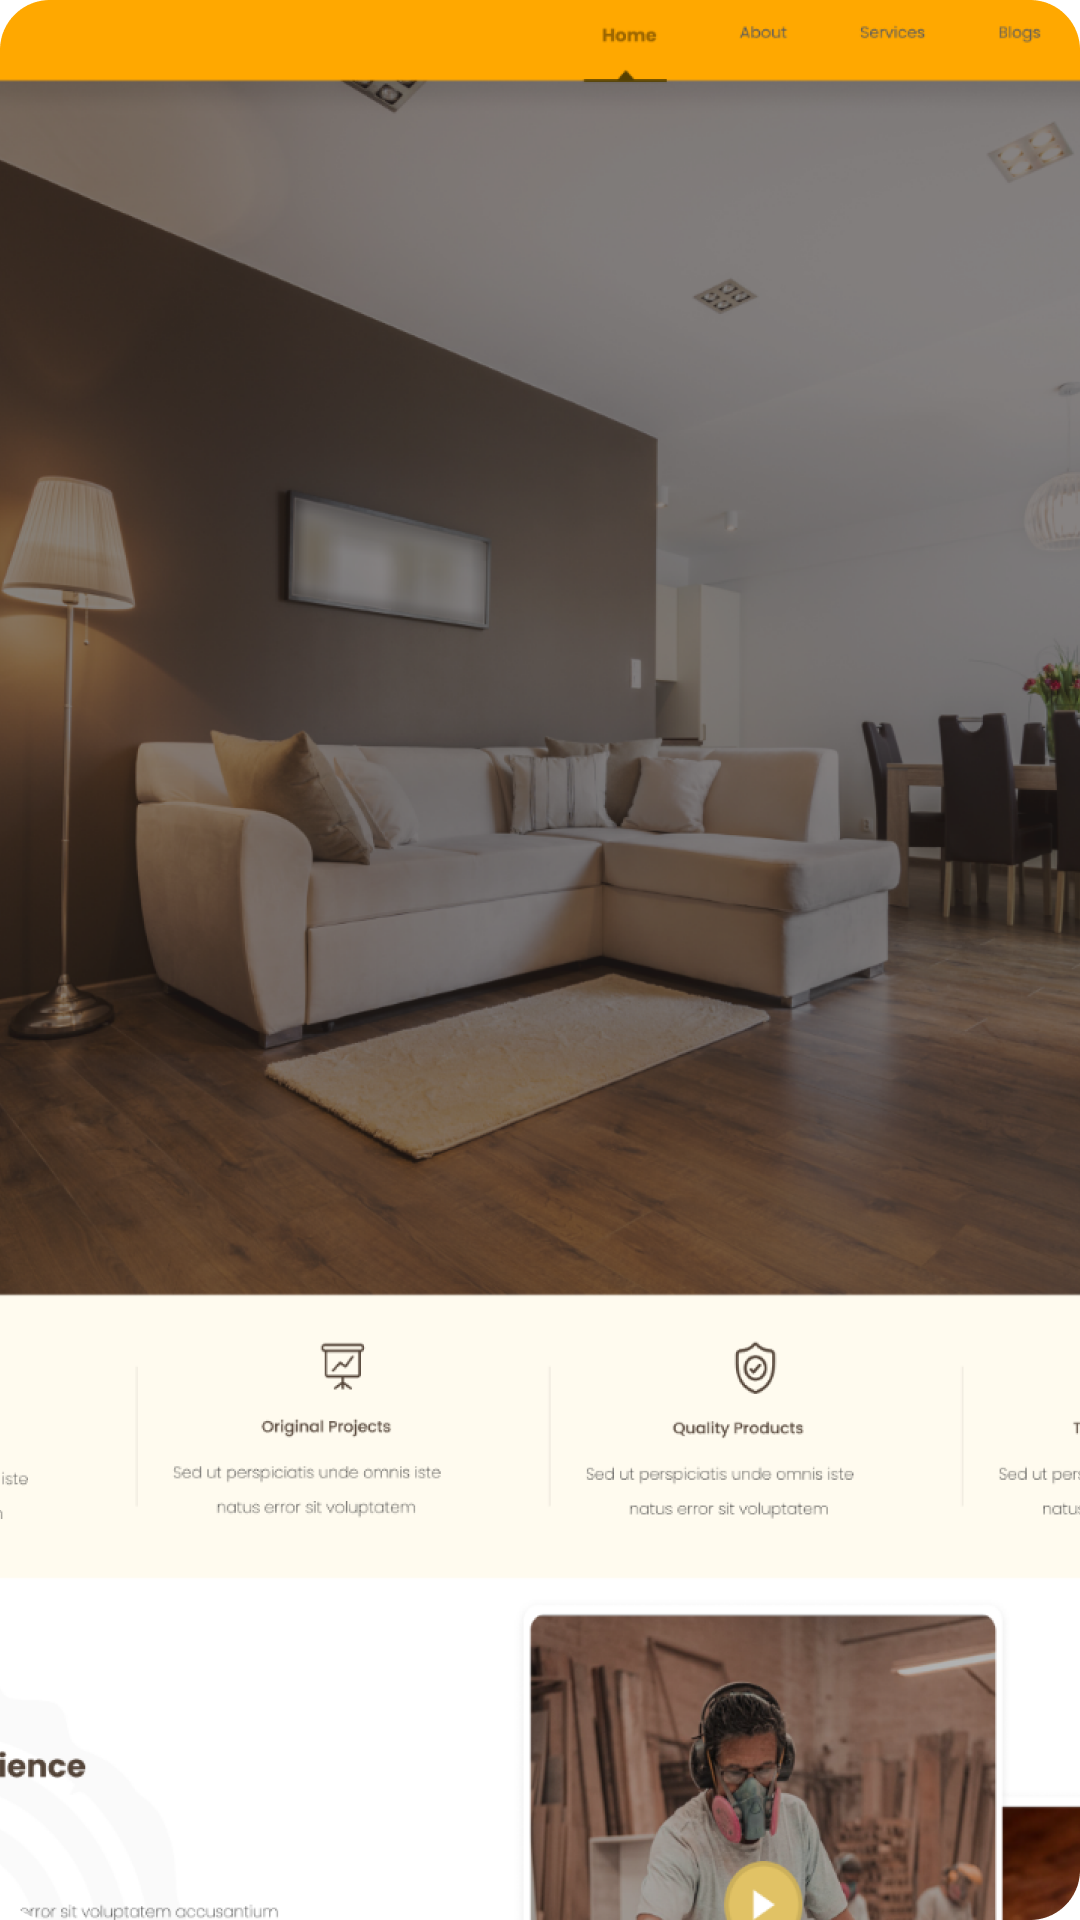 Home
About
Services
Blogs
iste
Original Projects
Sed ut perspiciatis unde omnis iste
natus error sit voluptatem
Quality Products
Sed ut perspiciatis unde omnis iste
natus error sit voluptatem
T
Sed ut pers
natus
ience
error sit voluptatem accusantium